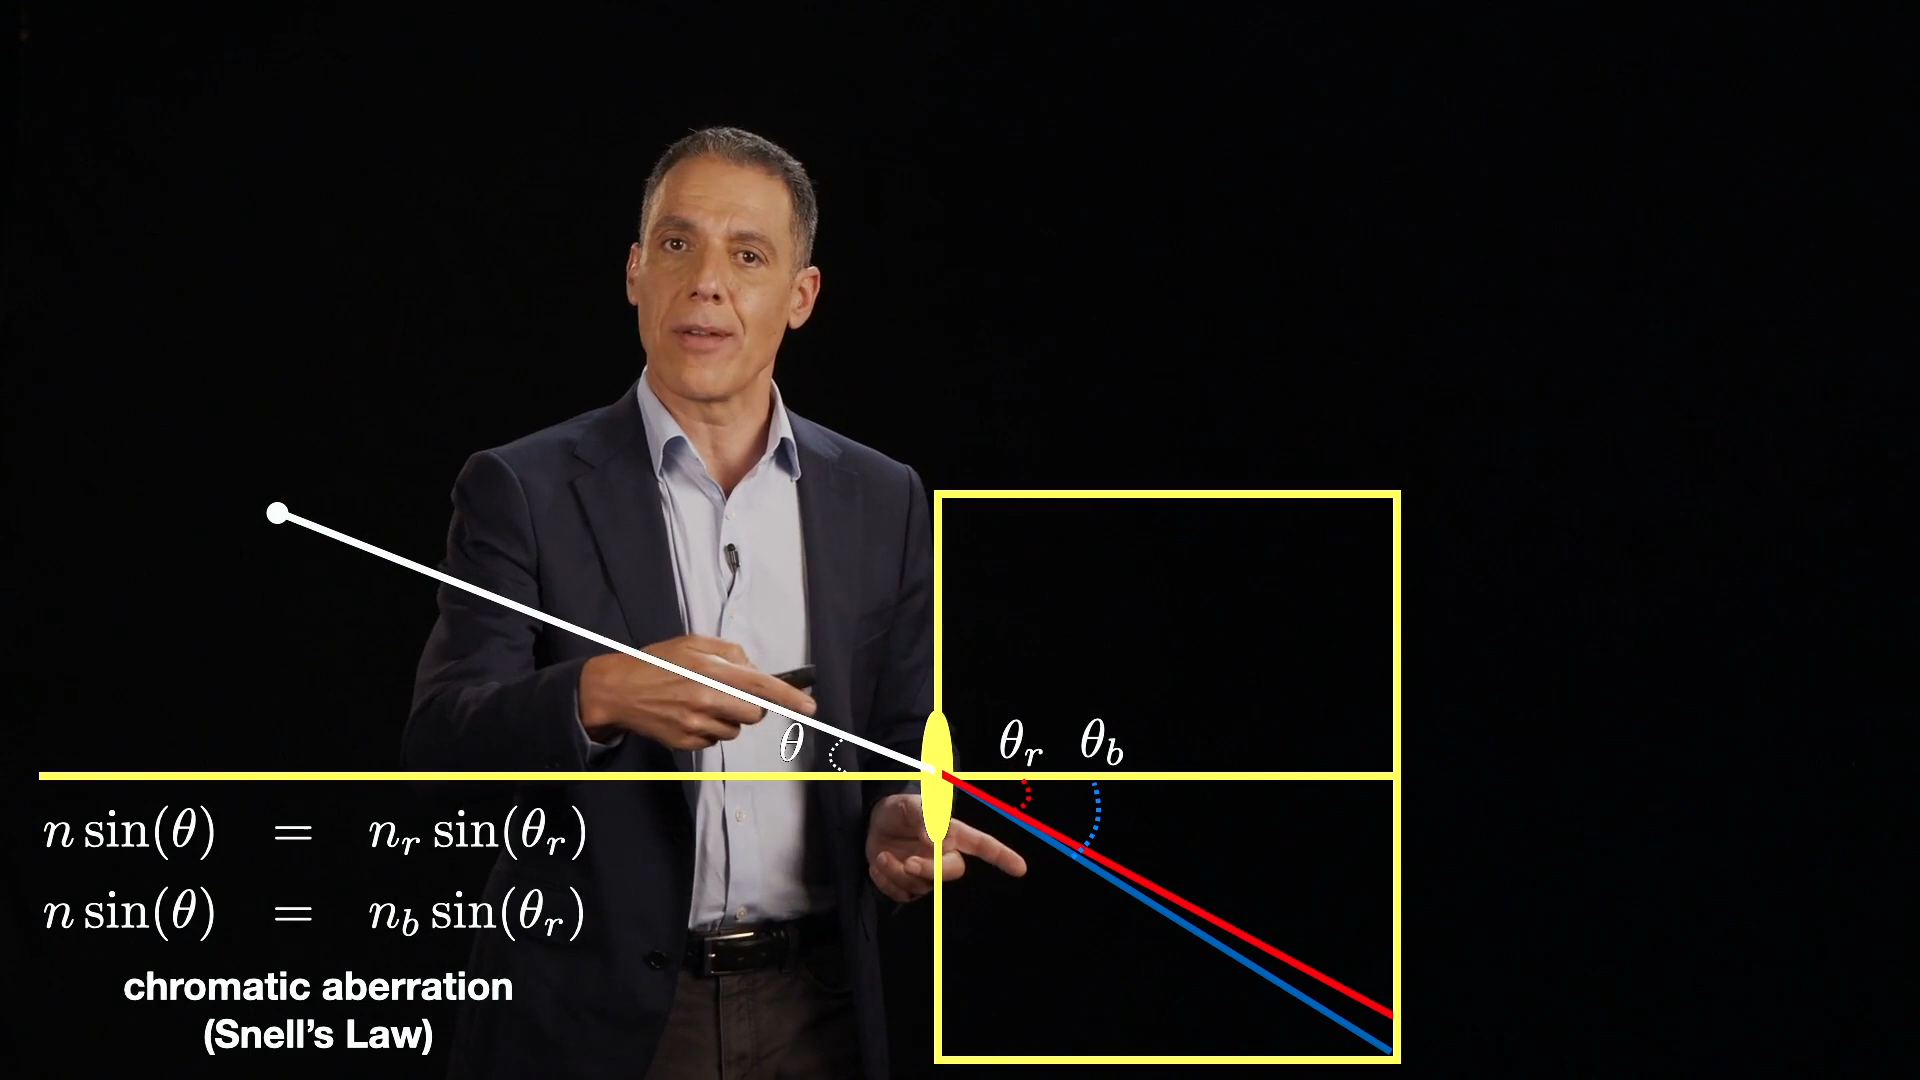 θ
θ_r θ_b
n sin(θ) = n_r sin(θ_r)
n sin(θ) = n_b sin(θ_r)
chromatic aberration
(Snell’s Law)